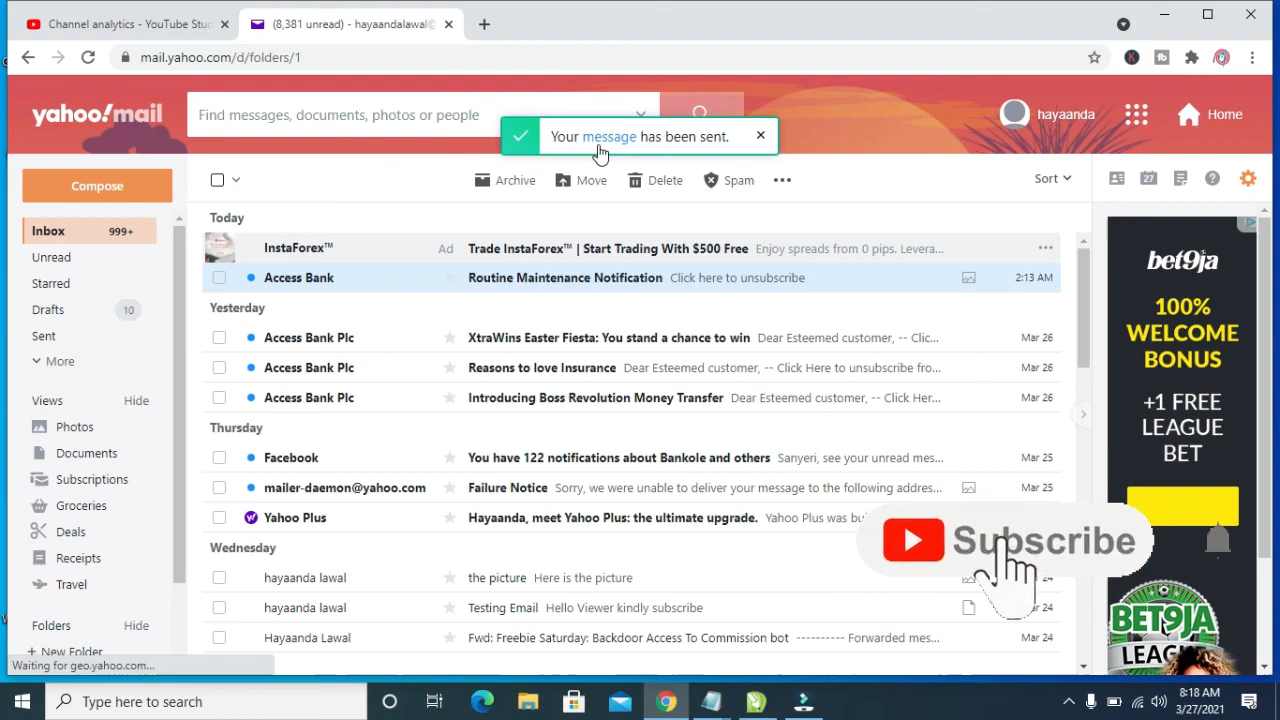 Channel analytics - YouTube Stu
(8,381 unread) - hayaandalawal@
mail.yahoo.com/d/folders/1
yahoo!mail
Find messages, documents, photos or people
hayaanda
Home
Your message has been sent.
Compose
Archive
Move
Delete
Spam
Sort
27
Inbox 999+
Unread
Starred
Drafts 10
Sent
More
Views Hide
Photos
Documents
Subscriptions
Groceries
Deals
Receipts
Travel
Folders Hide
+ New Folder
Today
InstaForex™ Ad Trade InstaForex™ | Start Trading With $500 Free Enjoy spreads from 0 pips. Levera...
Access Bank Routine Maintenance Notification Click here to unsubscribe 2:13 AM
Yesterday
Access Bank Plc XtraWins Easter Fiesta: You stand a chance to win Dear Esteemed customer, -- Clic... Mar 26
Access Bank Plc Reasons to love Insurance Dear Esteemed customer, -- Click Here to unsubscribe fro... Mar 26
Access Bank Plc Introducing Boss Revolution Money Transfer Dear Esteemed customer, -- Click Her... Mar 26
Thursday
Facebook You have 122 notifications about Bankole and others Sanyeri, see your unread mes... Mar 25
mailer-daemon@yahoo.com Failure Notice Sorry, we were unable to deliver your message to the following addres... Mar 25
Yahoo Plus Hayaanda, meet Yahoo Plus: the ultimate upgrade. Yahoo Plus was
Wednesday
hayaanda lawal the picture Here is the picture 24
hayaanda lawal Testing Email Hello Viewer kindly subscribe 24
Hayaanda Lawal Fwd: Freebie Saturday: Backdoor Access To Commission bot ---------- Forwarded mes... Mar 24
bet9ja
100%
WELCOME
BONUS
+1 FREE
LEAGUE
BET
Subscribe
BET9JA
LEAGUE
Waiting for geo.yahoo.com...
Type here to search
8:18 AM
3/27/2021